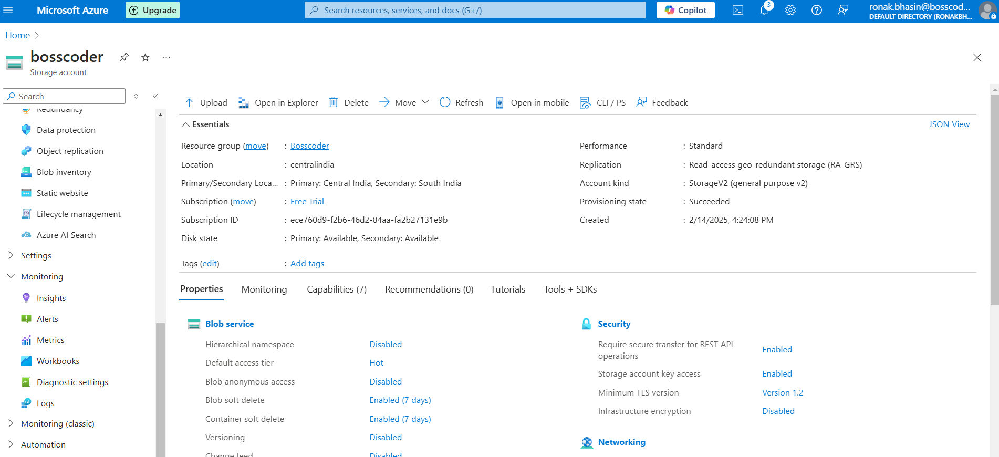 Microsoft Azure
Upgrade
Search resources, services, and docs (G+/)
Copilot
3
ronak.bhasin@bosscod...
DEFAULT DIRECTORY (RONAKBH...
Home
bosscoder
...
Storage account
Search
Redundancy
Data protection
Object replication
Blob inventory
Static website
Lifecycle management
Azure AI Search
Settings
Monitoring
Insights
Alerts
Metrics
Workbooks
Diagnostic settings
Logs
Monitoring (classic)
Automation
Upload
Open in Explorer
Delete
Move
Refresh
Open in mobile
CLI / PS
Feedback
Essentials
JSON View
Resource group (move) : Bosscoder
Location : centralindia
Primary/Secondary Loca... : Primary: Central India, Secondary: South India
Subscription (move) : Free Trial
Subscription ID : ece760d9-f2b6-46d2-84aa-fa2b27131e9b
Disk state : Primary: Available, Secondary: Available
Tags (edit) : Add tags
Performance : Standard
Replication : Read-access geo-redundant storage (RA-GRS)
Account kind : StorageV2 (general purpose v2)
Provisioning state : Succeeded
Created : 2/14/2025, 4:24:08 PM
Properties
Monitoring
Capabilities (7)
Recommendations (0)
Tutorials
Tools + SDKs
Blob service
Hierarchical namespace Disabled
Default access tier Hot
Blob anonymous access Disabled
Blob soft delete Enabled (7 days)
Container soft delete Enabled (7 days)
Versioning Disabled
Change feed Disabled
Security
Require secure transfer for REST API
operations
Enabled
Storage account key access Enabled
Minimum TLS version Version 1.2
Infrastructure encryption Disabled
Networking